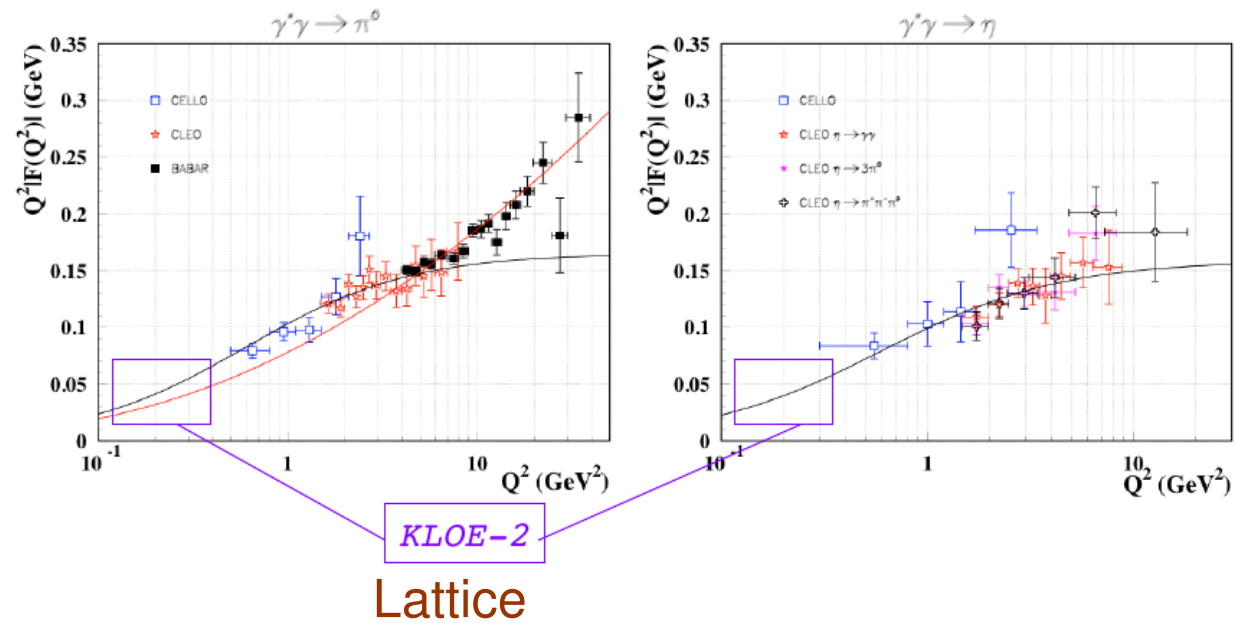 γ*γ → π⁰
Q² |F(Q²)| (GeV)
0.35
0.3
0.25
0.2
0.15
0.1
0.05
0
CELLO
CLEO
BABAR
10⁻¹
1
10
Q² (GeV²)
γ*γ → η
Q² |F(Q²)| (GeV)
0.35
0.3
0.25
0.2
0.15
0.1
0.05
0
CELLO
CLEO η→γγ
CLEO η→3π⁰
CLEO η→π⁺π⁻π⁰
10⁻¹
1
10
Q² (GeV²)
KLOE-2
Lattice